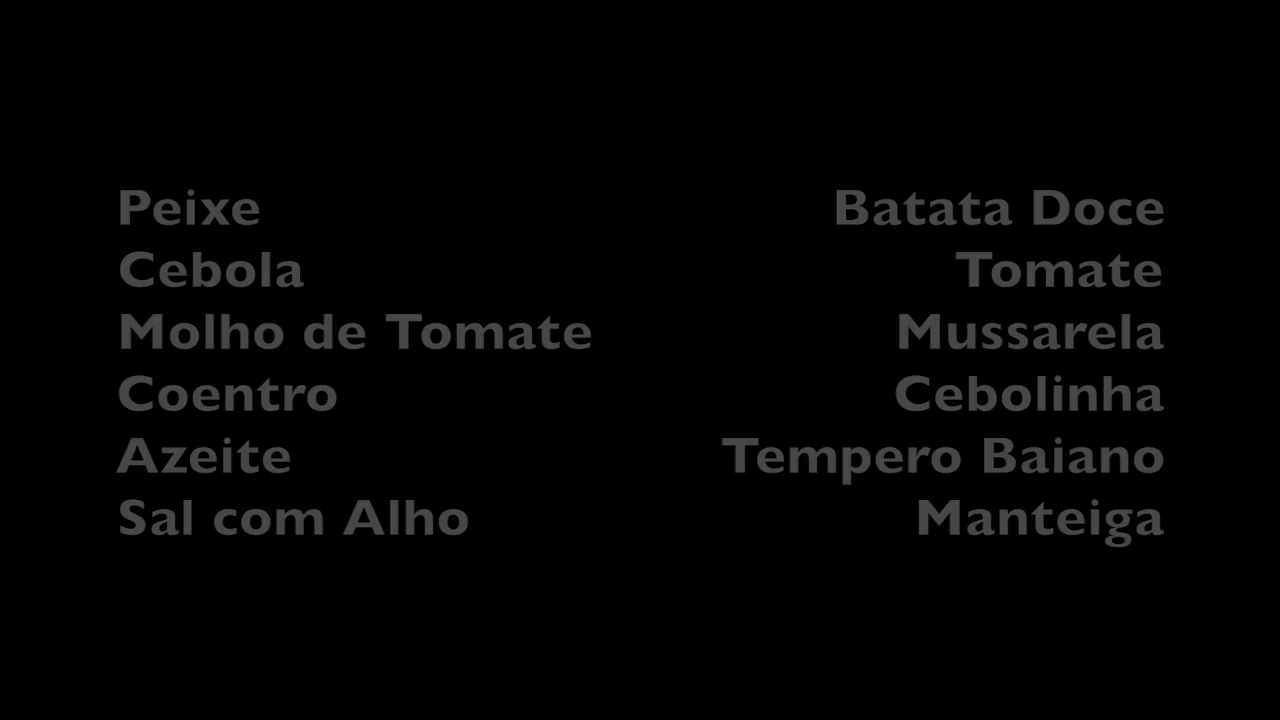 Peixe
Cebola
Molho de Tomate
Coentro
Azeite
Sal com Alho
Batata Doce
Tomate
Mussarela
Cebolinha
Tempero Baiano
Manteiga